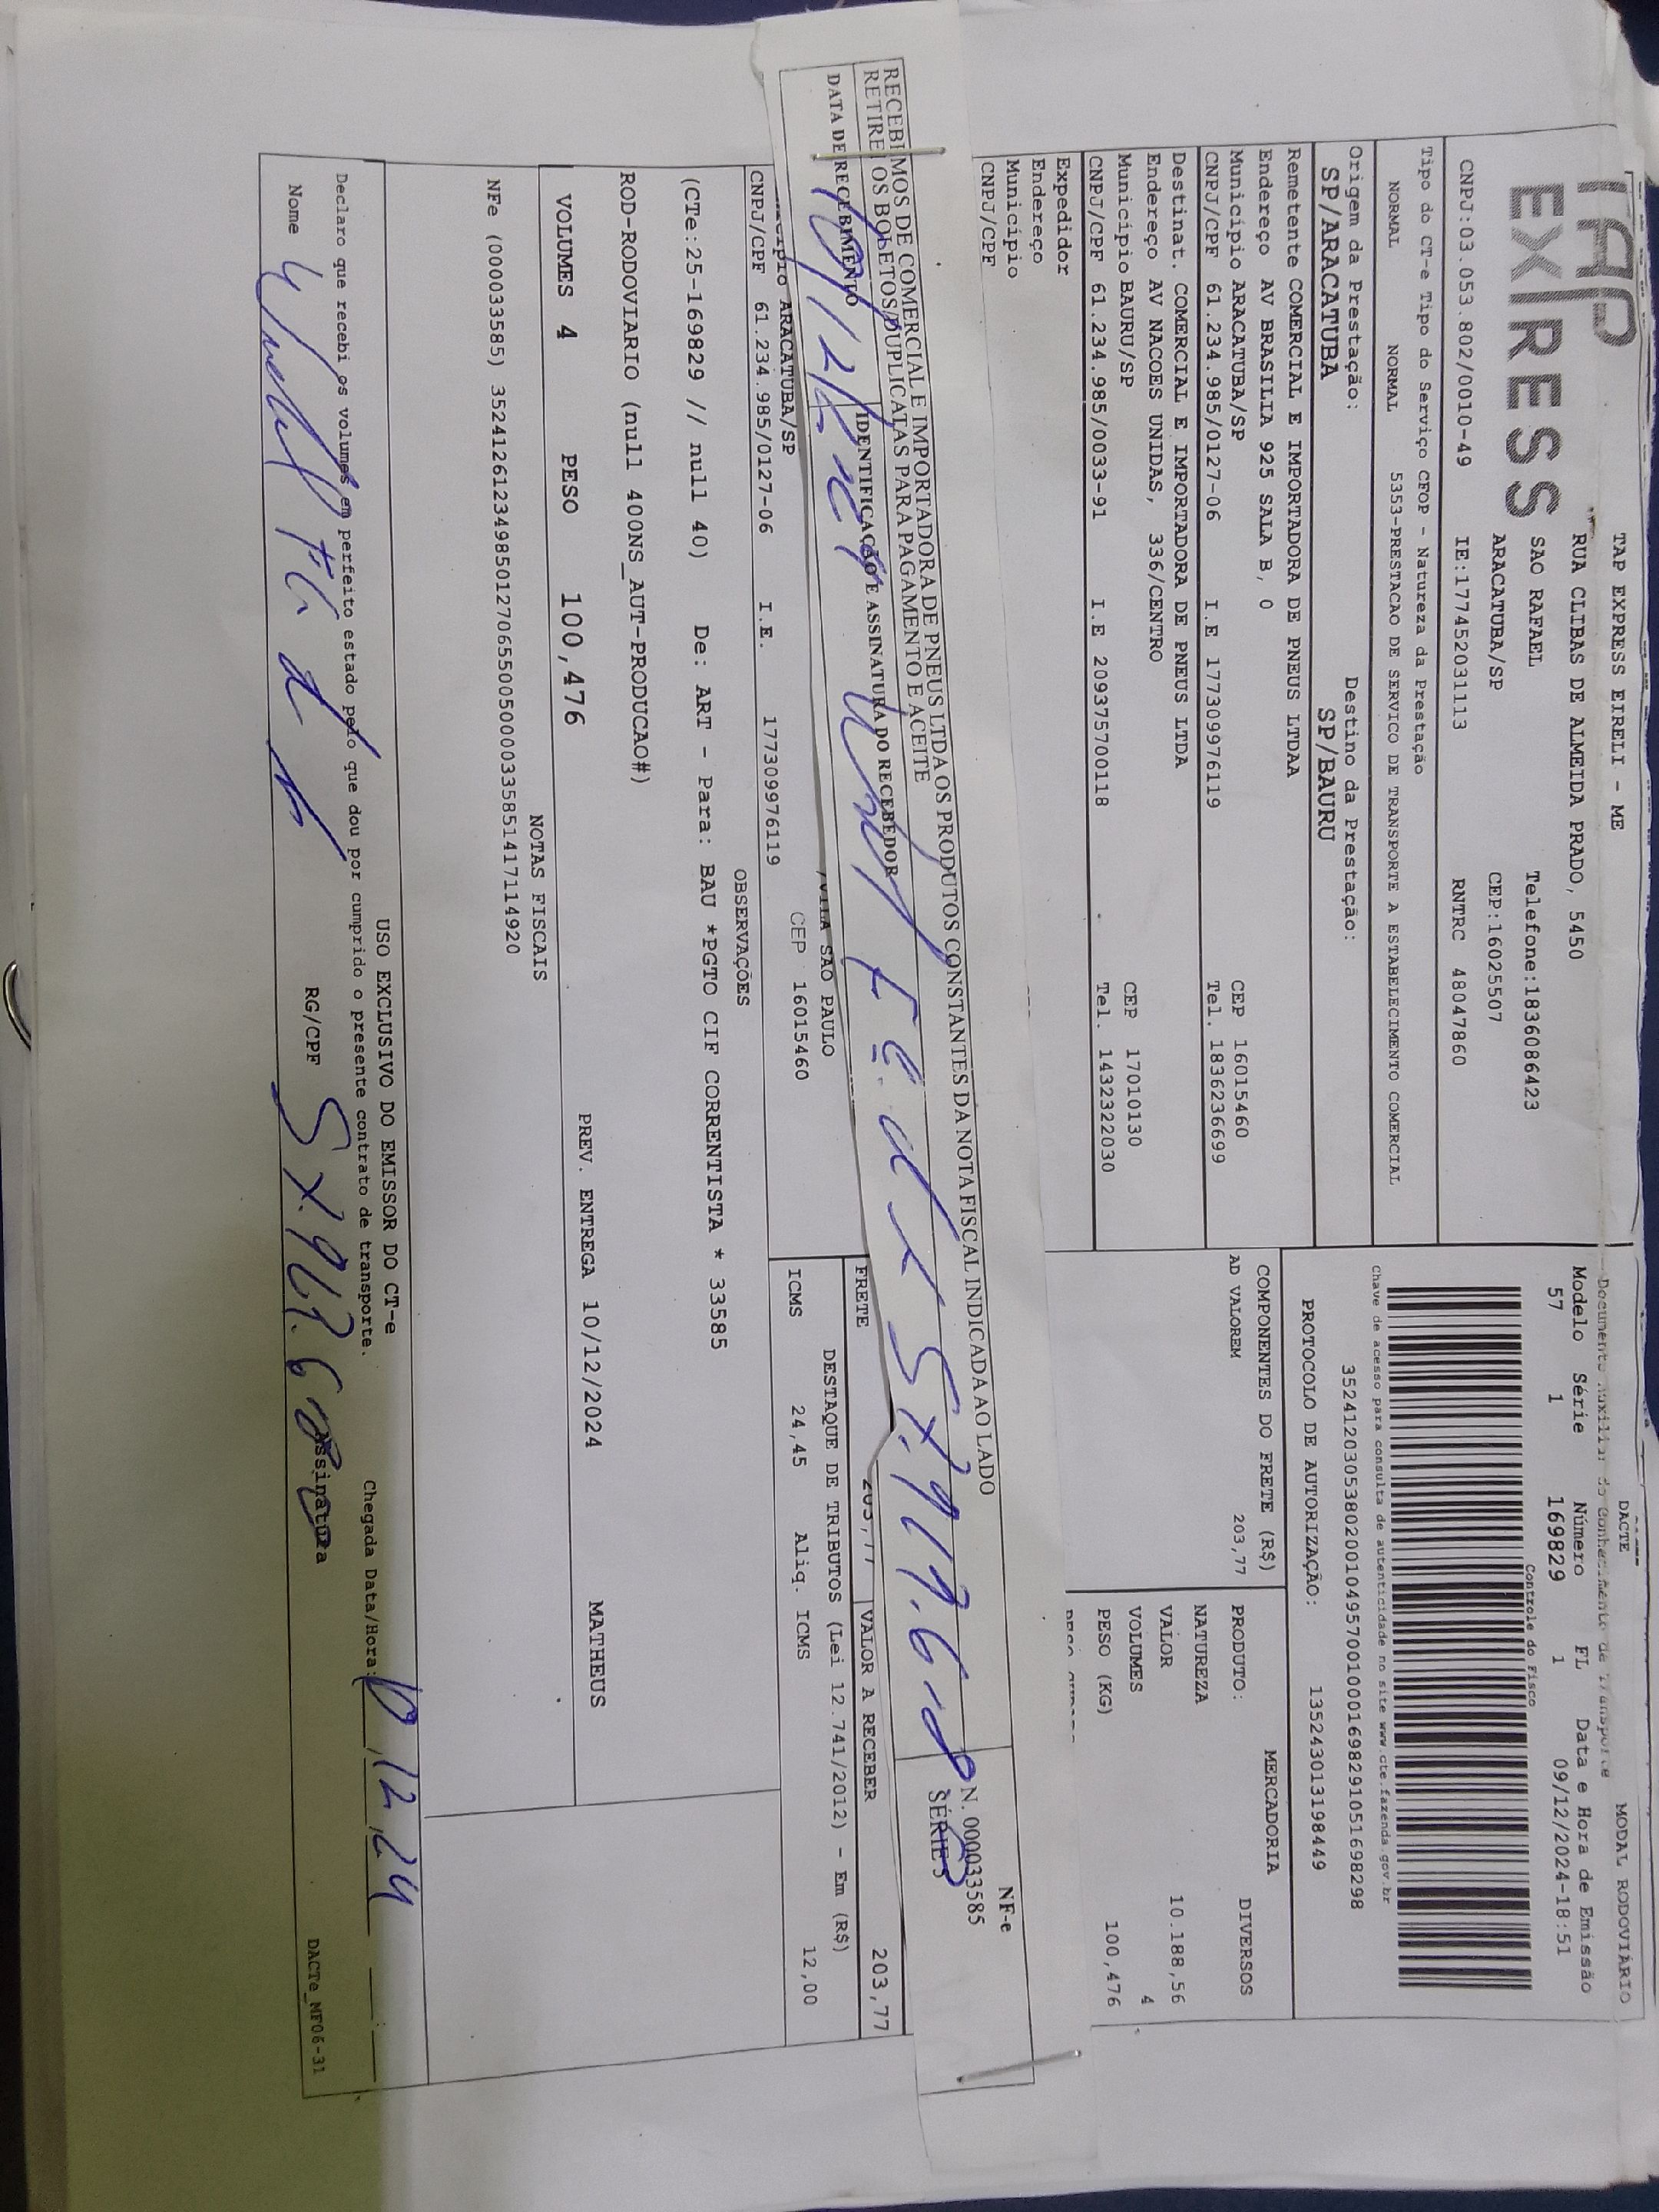 TAP EXPRESS
TAP EXPRESS EIRELI - ME
RUA CLIBAS DE ALMEIDA PRADO, 5450
SAO RAFAEL Telefone:1836086423
ARACATUBA/SP CEP:16025507
CNPJ:03.053.802/0010-49 IE:177452031113 RNTRC 48047860
DACTE MODAL RODOVIÁRIO
Documento Auxiliar do Conhecimento de Transporte
Modelo Série Número FL Data e Hora de Emissão
57 1 169829 1 09/12/2024-18:51
Controle do Fisco
Chave de acesso para consulta de autenticidade no site www.cte.fazenda.gov.br
35241203053802001049570010001698291051698298
PROTOCOLO DE AUTORIZAÇÃO: 135243013198449
Tipo do CT-e Tipo do Serviço CFOP - Natureza da Prestação
NORMAL NORMAL 5353-PRESTACAO DE SERVICO DE TRANSPORTE A ESTABELECIMENTO COMERCIAL
Origem da Prestação: Destino da Prestação:
SP/ARACATUBA SP/BAURU
Remetente COMERCIAL E IMPORTADORA DE PNEUS LTDAA
Endereço AV BRASILIA 925 SALA B, 0
Município ARACATUBA/SP CEP 16015460
CNPJ/CPF 61.234.985/0127-06 I.E 177309976119 Tel. 1836236699
Destinat. COMERCIAL E IMPORTADORA DE PNEUS LTDA
Endereço AV NACOES UNIDAS, 336/CENTRO
Município BAURU/SP CEP 17010130
CNPJ/CPF 61.234.985/0033-91 I.E 209375700118 Tel. 1432322030
Expedidor
Endereço
Município
CNPJ/CPF
COMPONENTES DO FRETE (R$)
AD VALOREM 203,77
MERCADORIA
PRODUTO: DIVERSOS
NATUREZA
VALOR 10.188,56
VOLUMES 4
PESO (KG) 100,476
RECEBIMOS DE COMERCIAL E IMPORTADORA DE PNEUS LTDA OS PRODUTOS CONSTANTES DA NOTA FISCAL INDICADA AO LADO
RETIRE OS BOLETOS/DUPLICATAS PARA PAGAMENTO E ACEITE
DATA DE RECEBIMENTO IDENTIFICAÇÃO E ASSINATURA DO RECEBEDOR
NF-e
N. 000033585
SÉRIE 5
SAO PAULO
ARACATUBA/SP CEP 16015460
CNPJ/CPF 61.234.985/0127-06 I.E. 177309976119
FRETE 203,77 VALOR A RECEBER 203,77
DESTAQUE DE TRIBUTOS (Lei 12.741/2012) - Em (R$)
ICMS 24,45 Aliq. ICMS 12,00
OBSERVAÇÕES
(CTe:25-169829 // null 40) De: ART - Para: BAU *PGTO CIF CORRENTISTA * 33585
ROD-RODOVIARIO (null 400NS_AUT-PRODUCAO#)
VOLUMES 4 PESO 100,476 PREV. ENTREGA 10/12/2024 MATHEUS
NOTAS FISCAIS
NFe (000033585) 35241261234985012706550050000335851417114920
USO EXCLUSIVO DO EMISSOR DO CT-e
Declaro que recebi os volumes em perfeito estado pelo que dou por cumprido o presente contrato de transporte. Chegada Data/Hora:
Nome RG/CPF Assinatura
DACTe_MF06-31